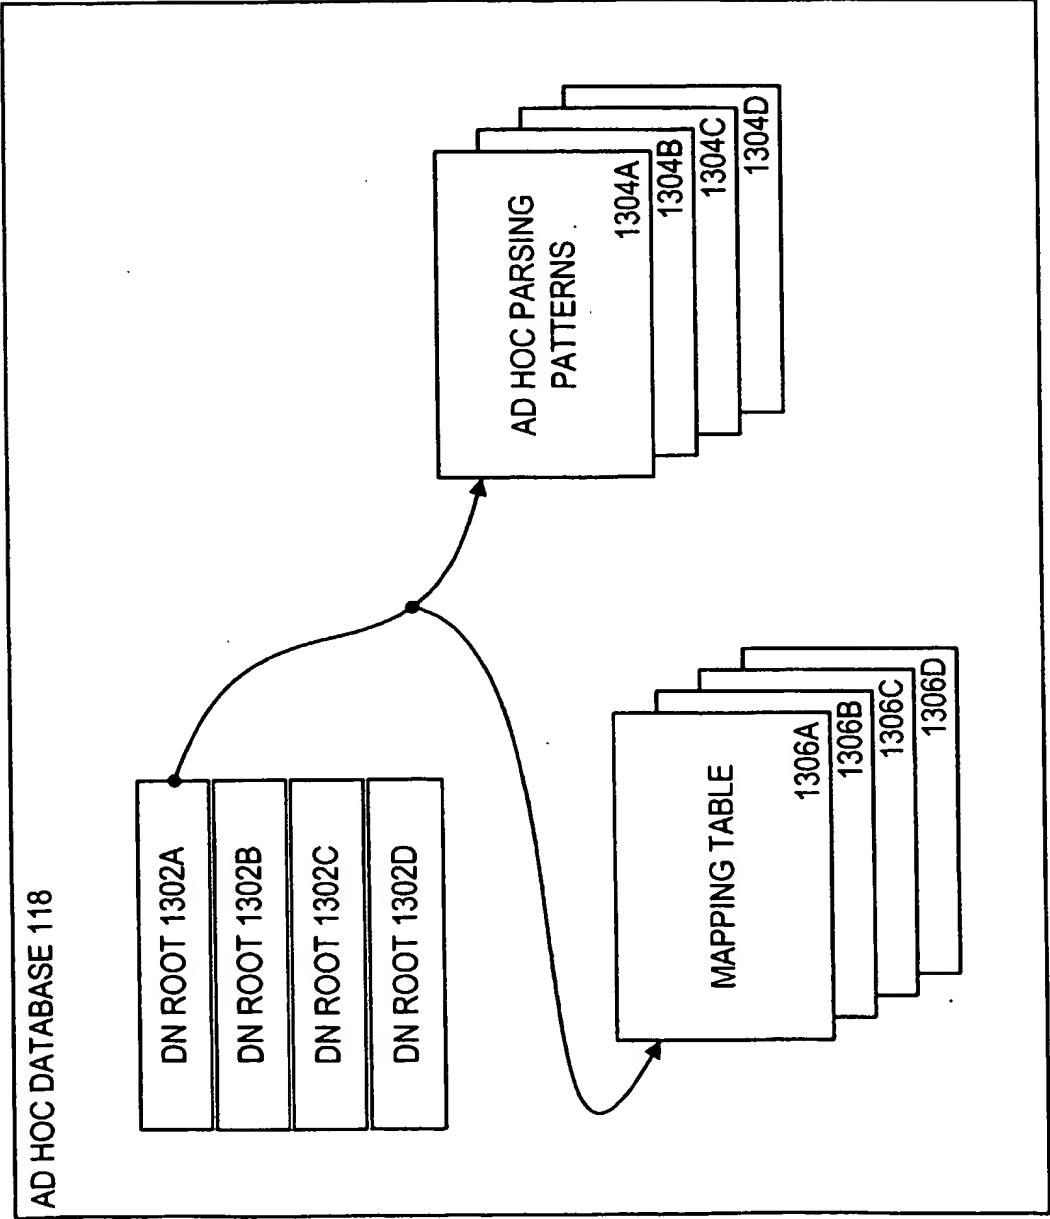 AD HOC DATABASE 118
DN ROOT 1302A
DN ROOT 1302B
DN ROOT 1302C
DN ROOT 1302D
AD HOC PARSING
PATTERNS
1304A
1304B
1304C
1304D
MAPPING TABLE
1306A
1306B
1306C
1306D